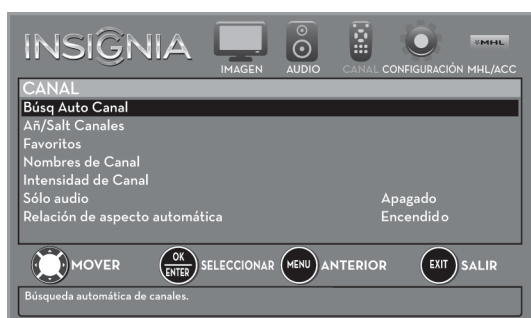 INSIGNIA
IMAGEN AUDIO CANAL CONFIGURACIÓN MHL/ACC
MHL
CANAL
Búsq Auto Canal
Añ/Salt Canales
Favoritos
Nombres de Canal
Intensidad de Canal
Sólo audio Apagado
Relación de aspecto automática Encendido
MOVER OK ENTER SELECCIONAR MENU ANTERIOR EXIT SALIR
Búsqueda automática de canales.